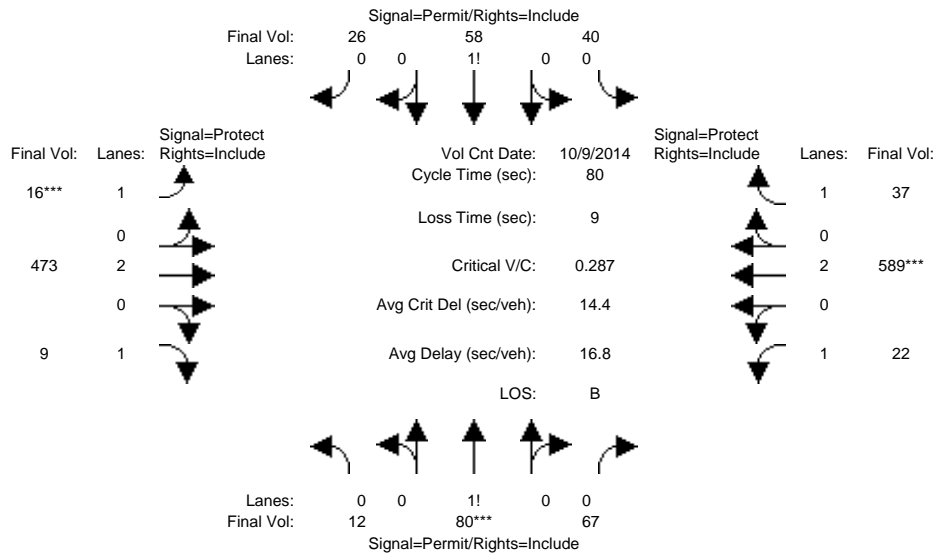 Signal=Permit/Rights=Include
Final Vol: 26 58 40
Lanes: 0 0 1! 0 0
Signal=Protect Signal=Protect
Final Vol: Lanes: Rights=Include Vol Cnt Date: 10/9/2014 Rights=Include Lanes: Final Vol:
Cycle Time (sec): 80
16*** 1 1 37
Loss Time (sec): 9
0 0
473 2 Critical V/C: 0.287 2 589***
0 Avg Crit Del (sec/veh): 14.4 0
9 1 Avg Delay (sec/veh): 16.8 1 22
LOS: B
Lanes: 0 0 1! 0 0
Final Vol: 12 80*** 67
Signal=Permit/Rights=Include